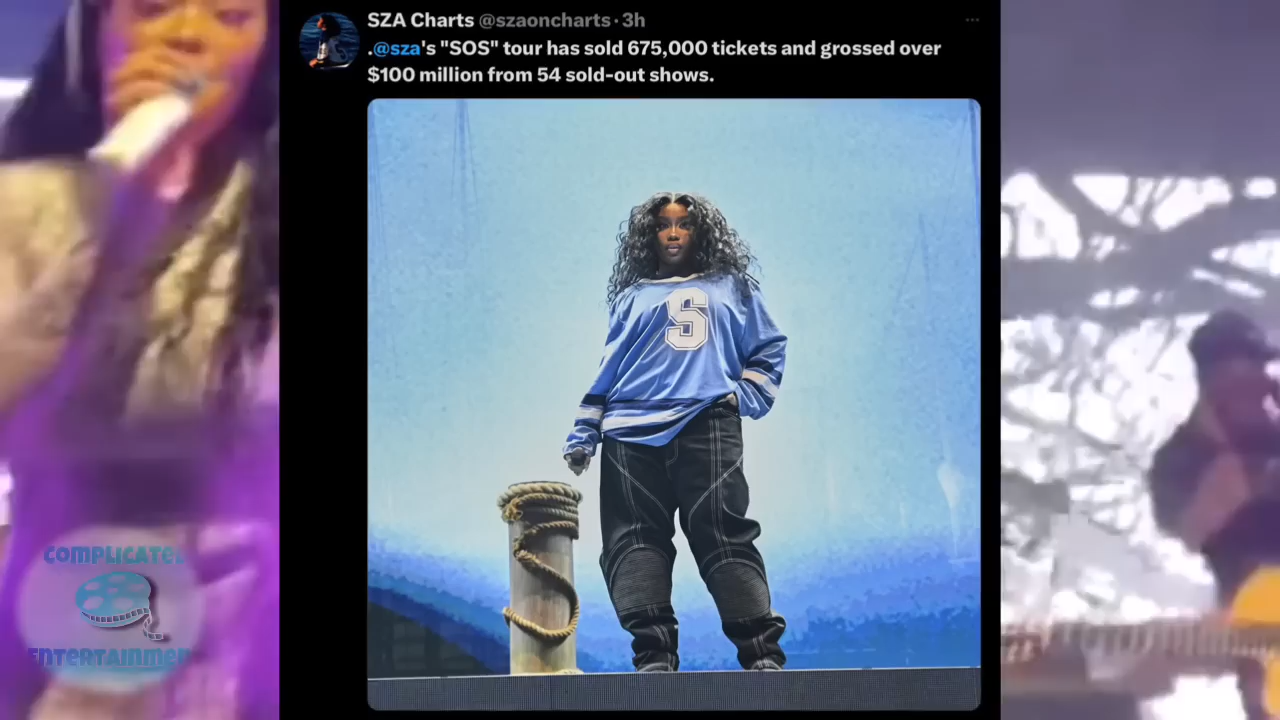 SZA Charts @szaoncharts · 3h
.@sza's "SOS" tour has sold 675,000 tickets and grossed over
$100 million from 54 sold-out shows.
S
COMPLICATED
ENTERTAINMENT